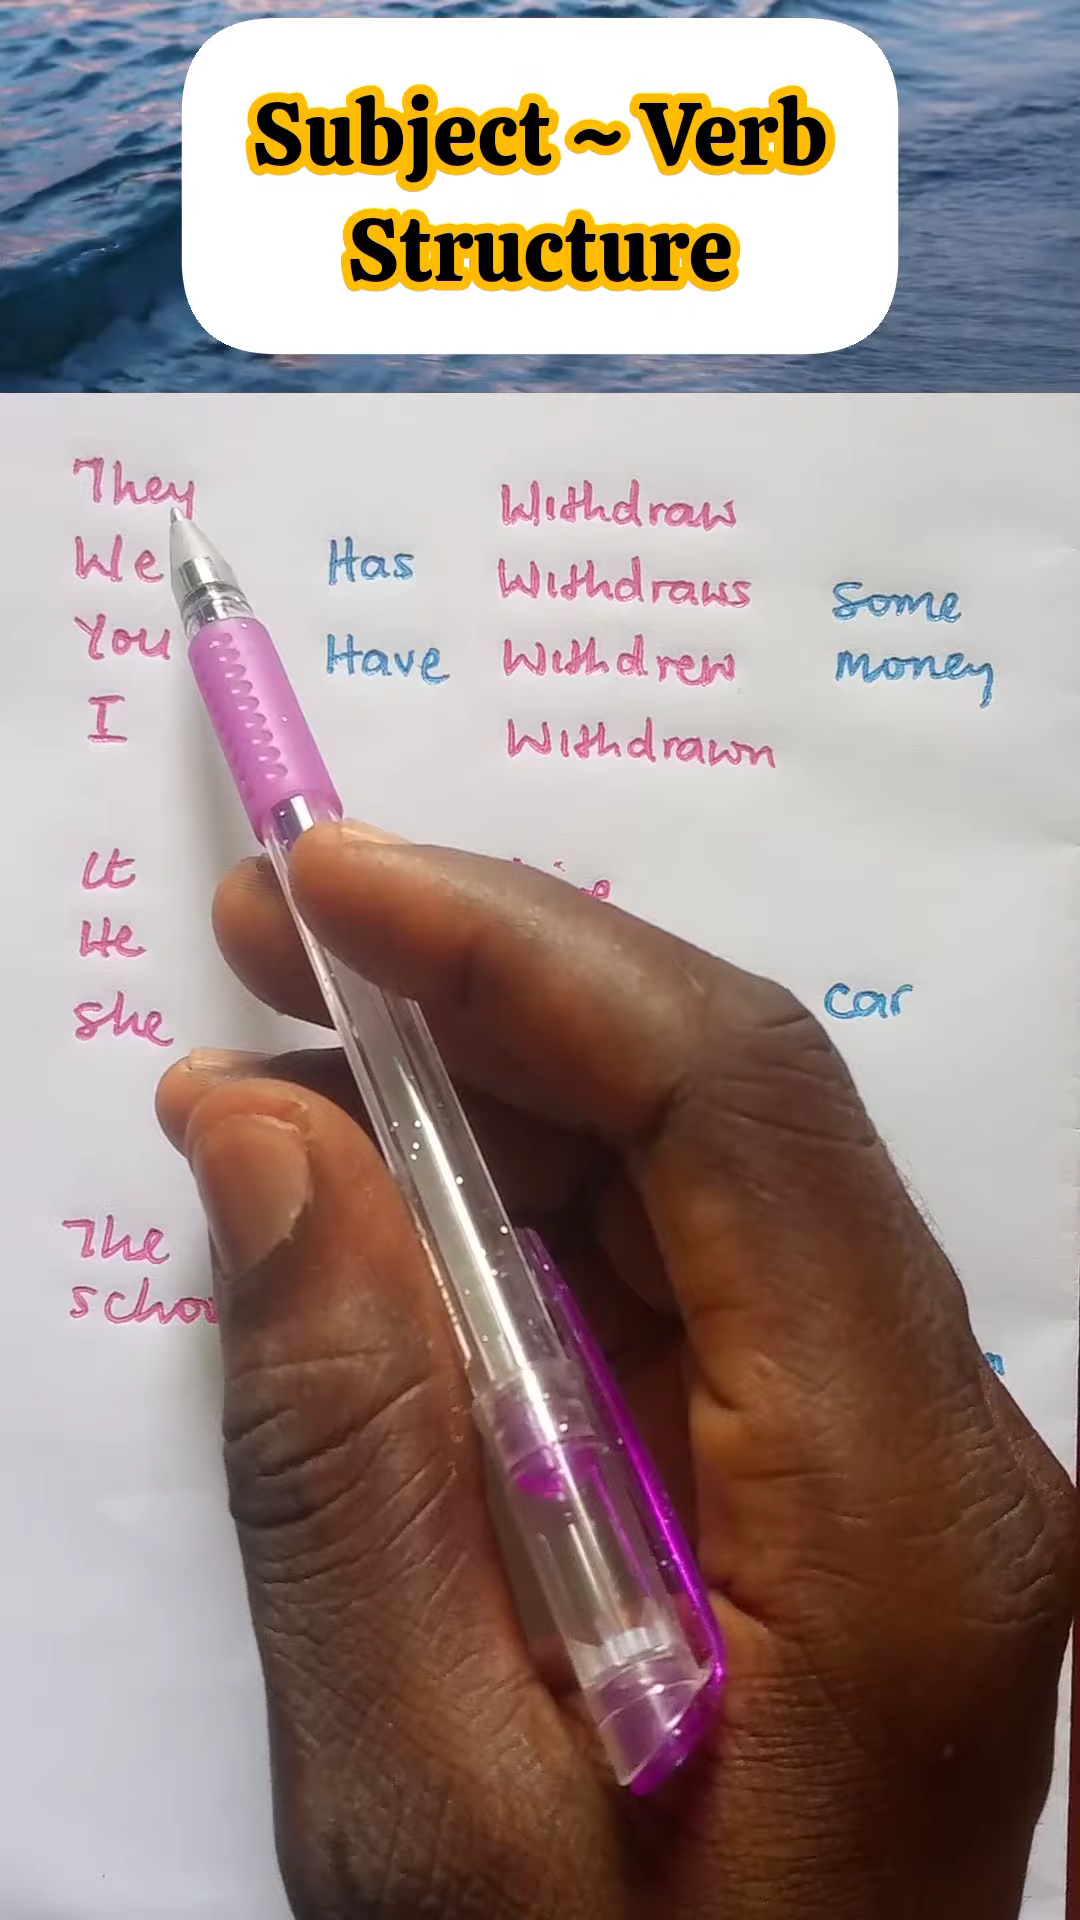 Subject ~ Verb
Structure
They
We
You
I
Has
Have
Withdraw
Withdraws
Withdrew
Withdrawn
Some
money
It
He
She
car
The